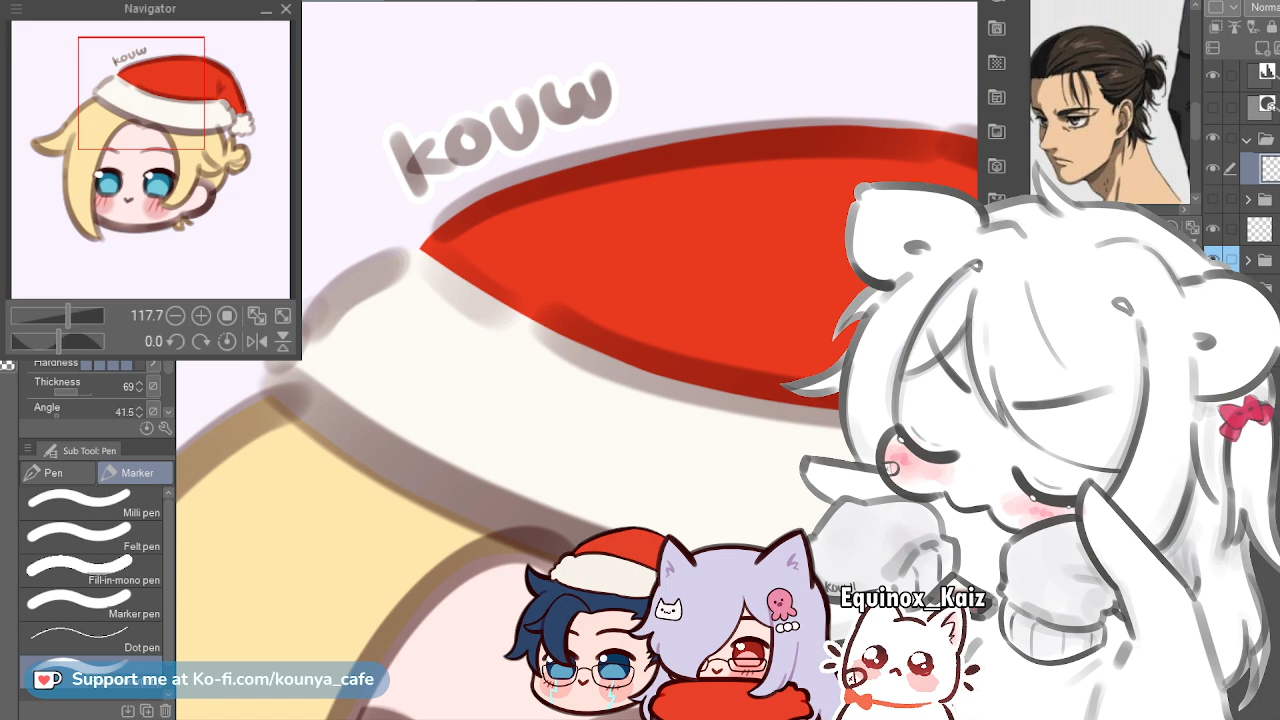 Navigator
kouw
kouw
117.7
0.0
Norma
Hardness
Thickness
69
Angle
41.5
Sub Tool: Pen
Pen
Marker
Milli pen
Felt pen
Fill-in-mono pen
Marker pen
Dot pen
Equinox_Kaiz
Support me at Ko-fi.com/kounya_cafe